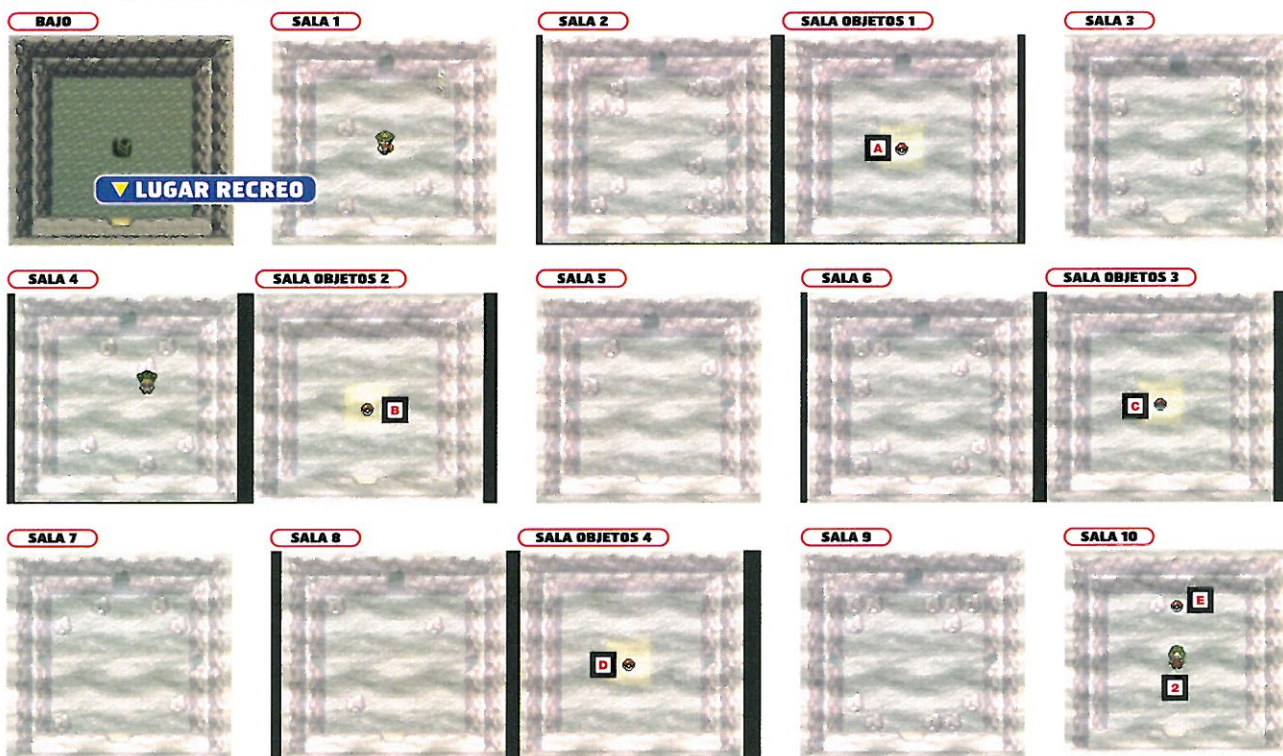 BAJO
SALA 1
SALA 2
SALA OBJETOS 1
SALA 3
A
▼ LUGAR RECREO
SALA 4
SALA OBJETOS 2
SALA 5
SALA 6
SALA OBJETOS 3
B
C
SALA 7
SALA 8
SALA OBJETOS 4
SALA 9
SALA 10
E
D
2